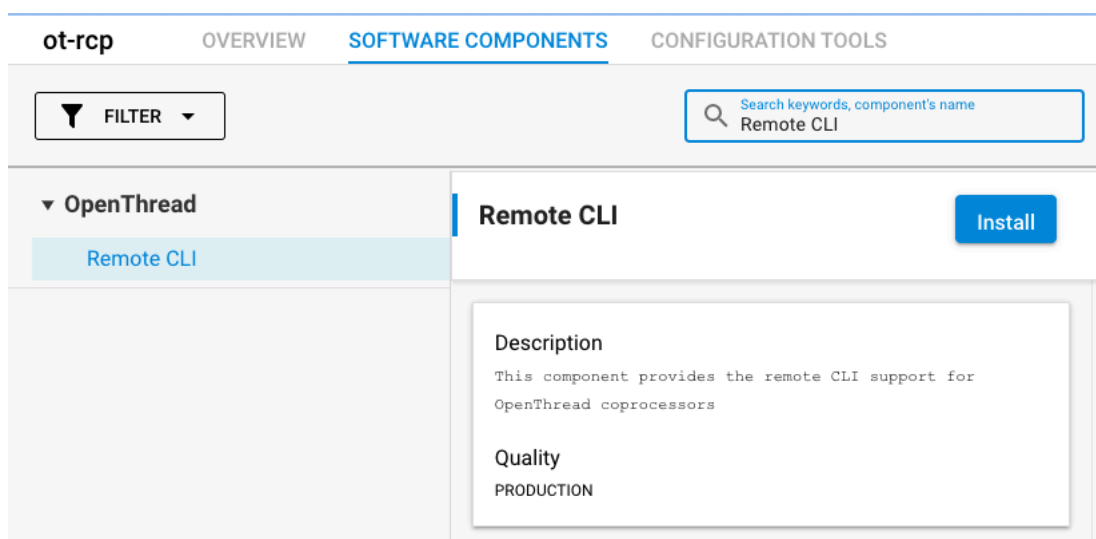 ot-rcp OVERVIEW SOFTWARE COMPONENTS CONFIGURATION TOOLS
FILTER
Search keywords, component's name
Remote CLI
OpenThread
Remote CLI
Remote CLI
Install
Description
This component provides the remote CLI support for
OpenThread coprocessors
Quality
PRODUCTION